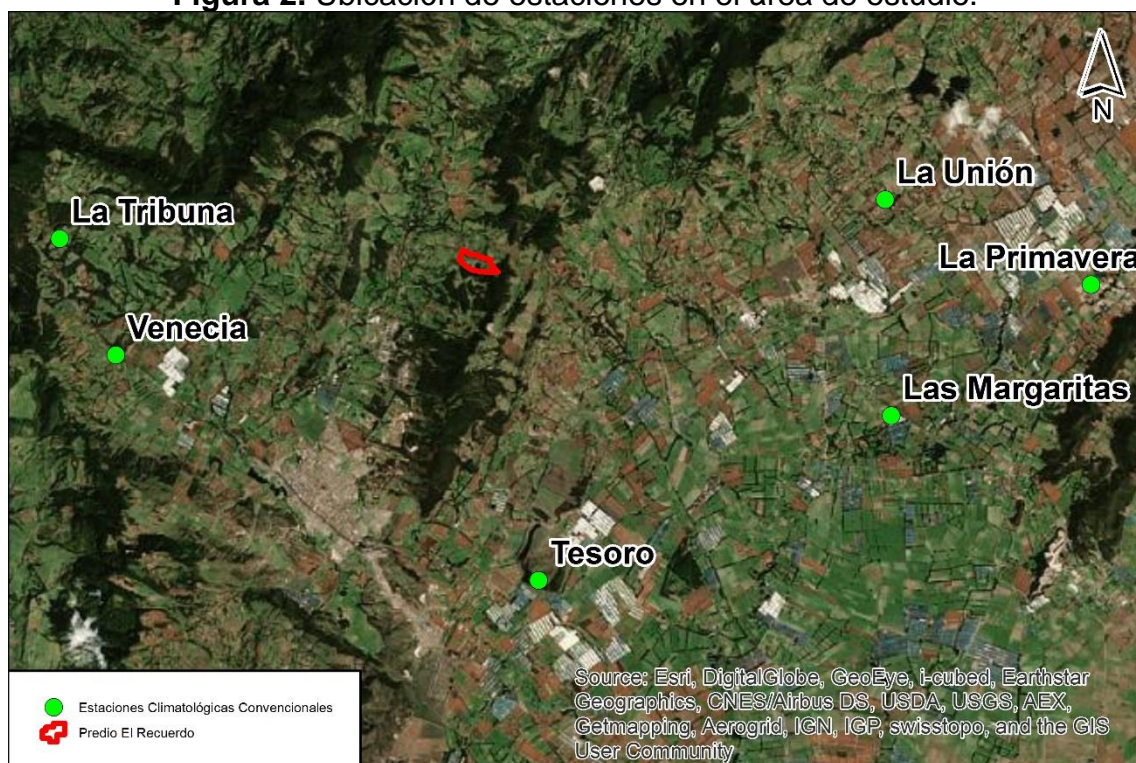 Figura 2. Ubicación de estaciones en el área de estudio.
N
La Unión
La Tribuna
La Primavera
Venecia
Las Margaritas
Tesoro
Estaciones Climatológicas Convencionales
Predio El Recuerdo
Source: Esri, DigitalGlobe, GeoEye, i-cubed, Earthstar
Geographics, CNES/Airbus DS, USDA, USGS, AEX,
Getmapping, Aerogrid, IGN, IGP, swisstopo, and the GIS
User Community